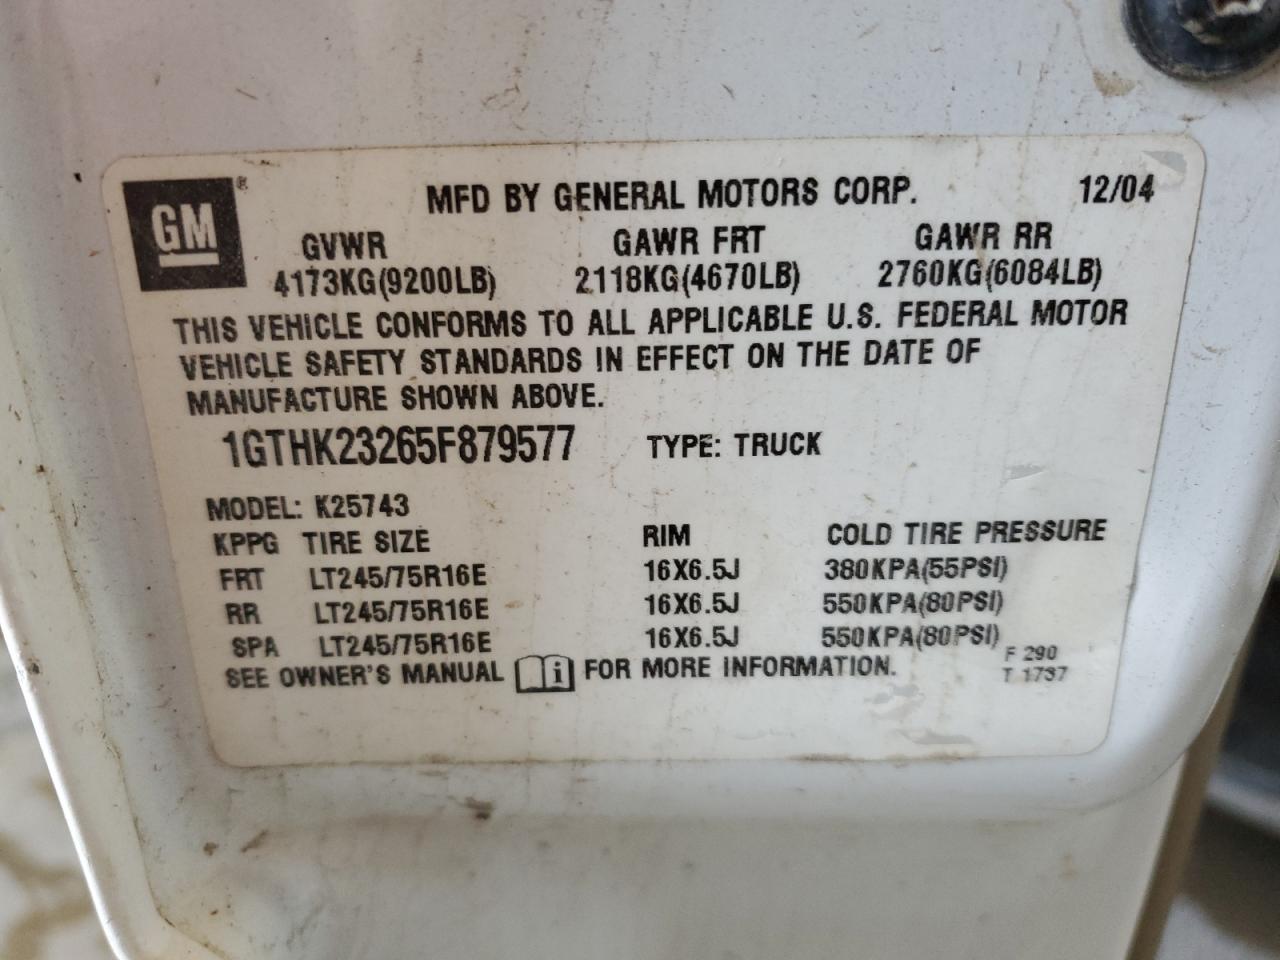 GM®
MFD BY GENERAL MOTORS CORP. 12/04
GVWR GAWR FRT GAWR RR
4173KG(9200LB) 2118KG(4670LB) 2760KG(6084LB)
THIS VEHICLE CONFORMS TO ALL APPLICABLE U.S. FEDERAL MOTOR
VEHICLE SAFETY STANDARDS IN EFFECT ON THE DATE OF
MANUFACTURE SHOWN ABOVE.
1GTHK23265F879577 TYPE: TRUCK
MODEL: K25743
KPPG TIRE SIZE RIM COLD TIRE PRESSURE
FRT LT245/75R16E 16X6.5J 380KPA(55PSI)
RR LT245/75R16E 16X6.5J 550KPA(80PSI)
SPA LT245/75R16E 16X6.5J 550KPA(80PSI)
SEE OWNER'S MANUAL i FOR MORE INFORMATION.
F 290
T 1737